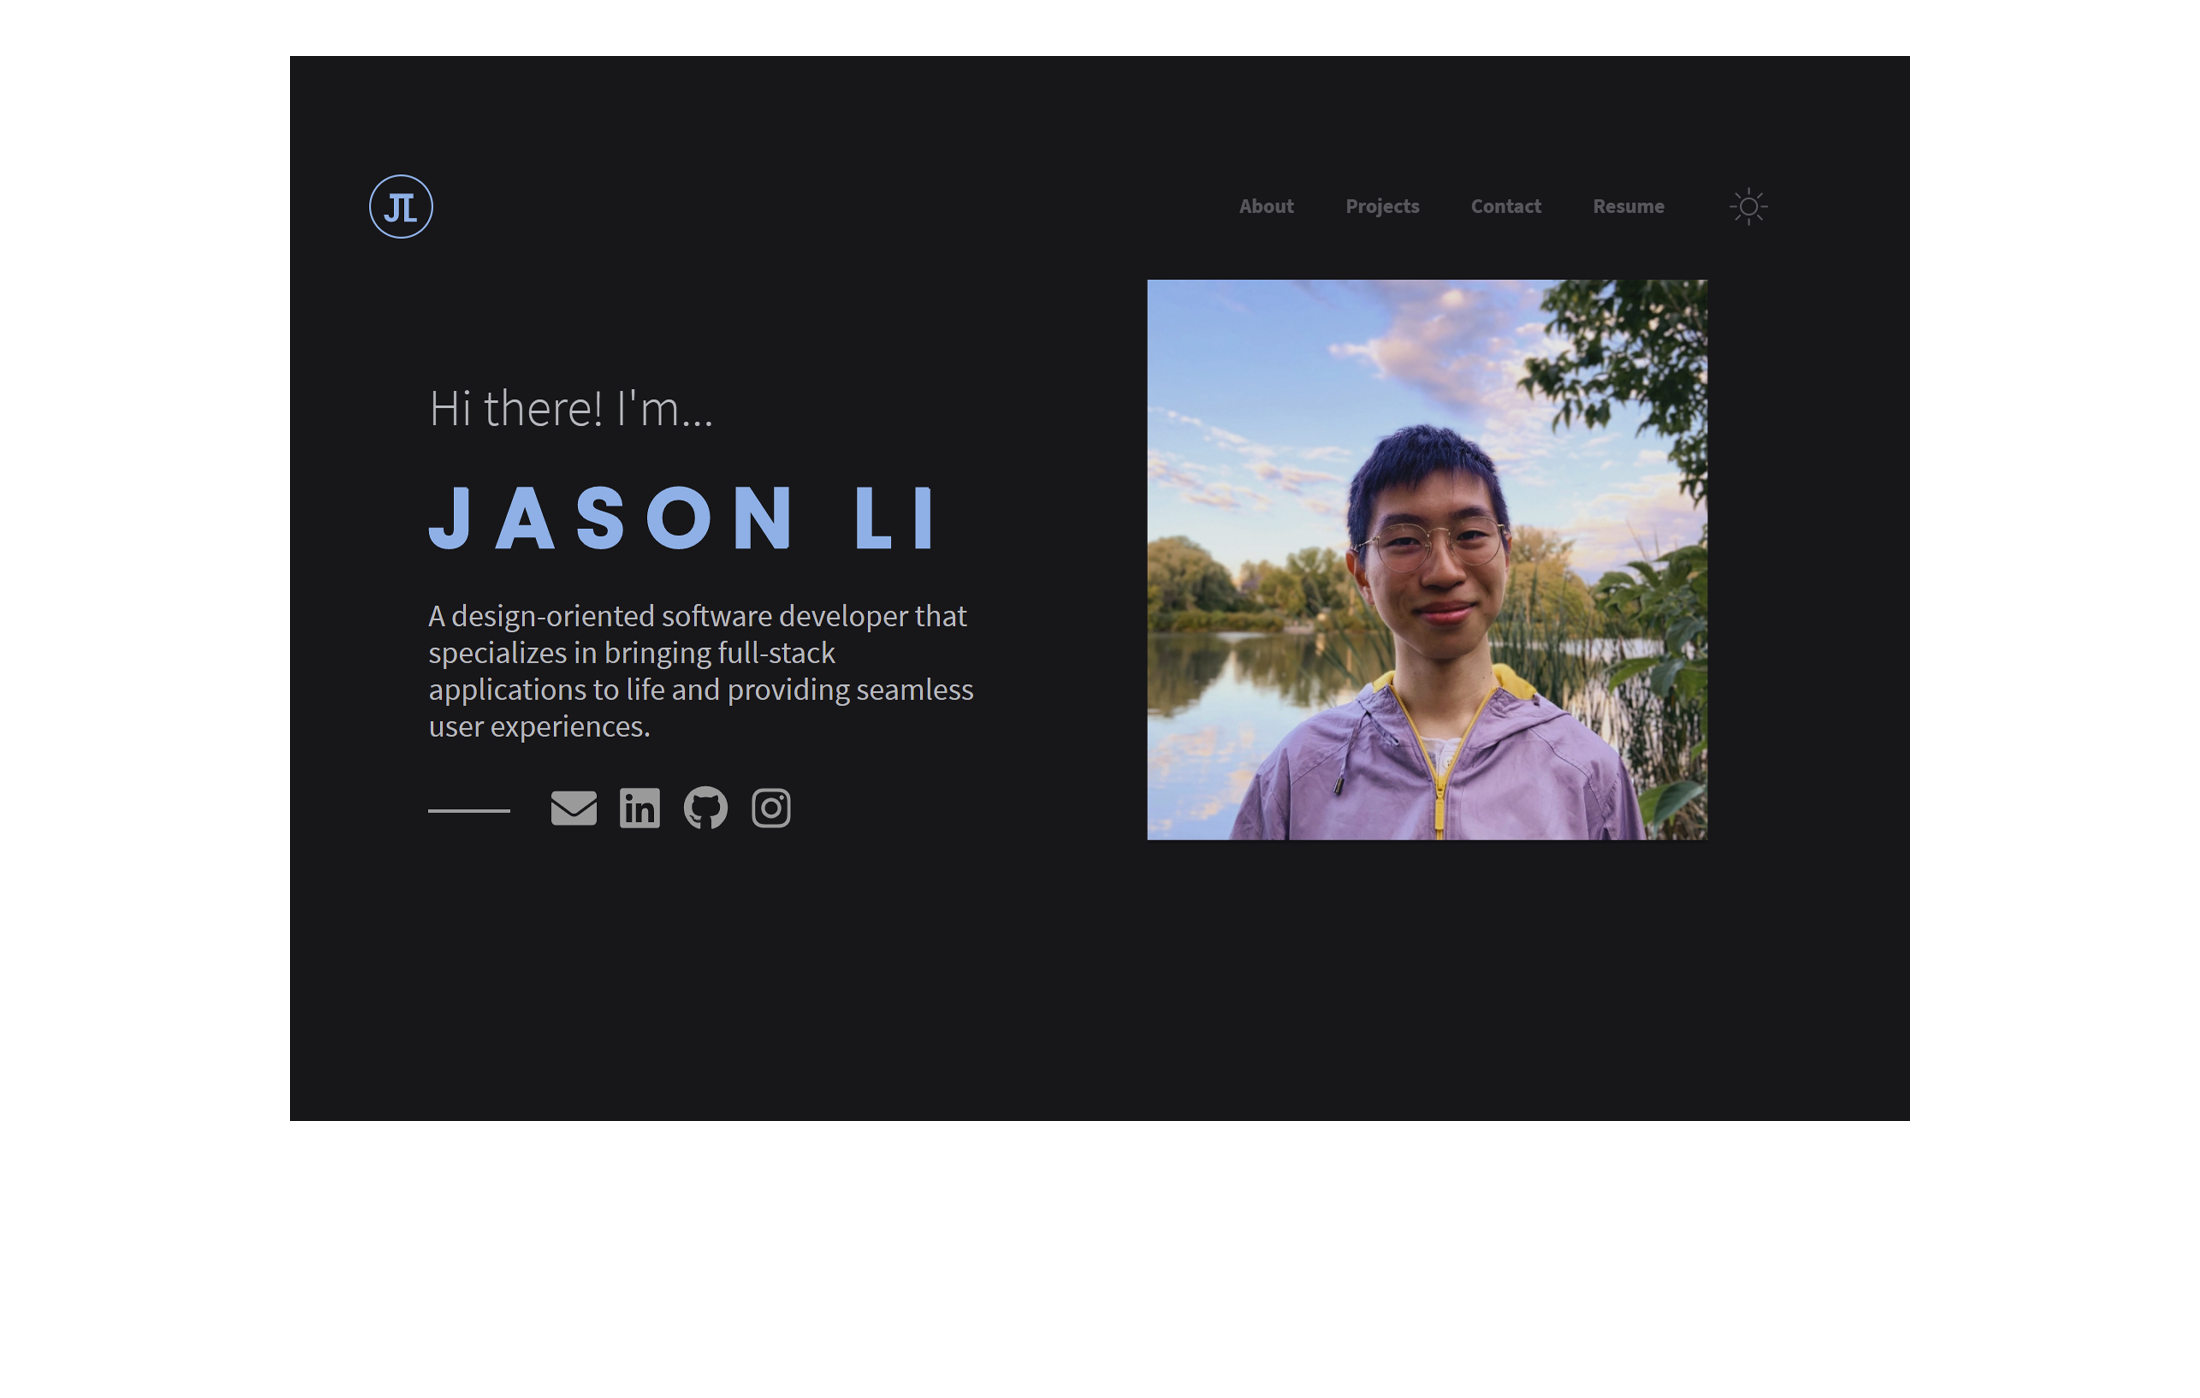 JL
About Projects Contact Resume
Hi there! I'm...
JASON LI
A design-oriented software developer that
specializes in bringing full-stack
applications to life and providing seamless
user experiences.
in